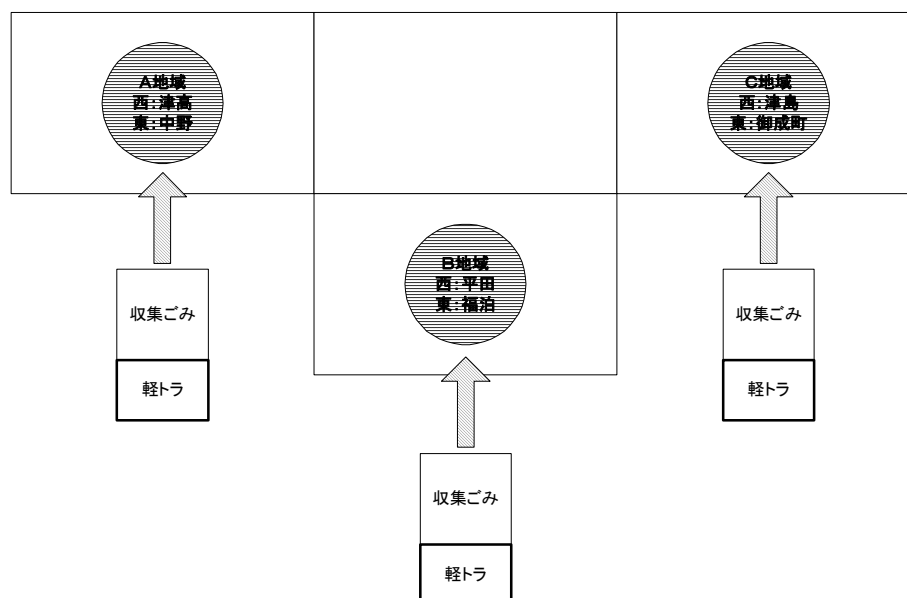 A地域
西:津高
東:中野
C地域
西:津島
東:御成町
B地域
西:平田
東:福泊
収集ごみ
軽トラ
収集ごみ
軽トラ
収集ごみ
軽トラ